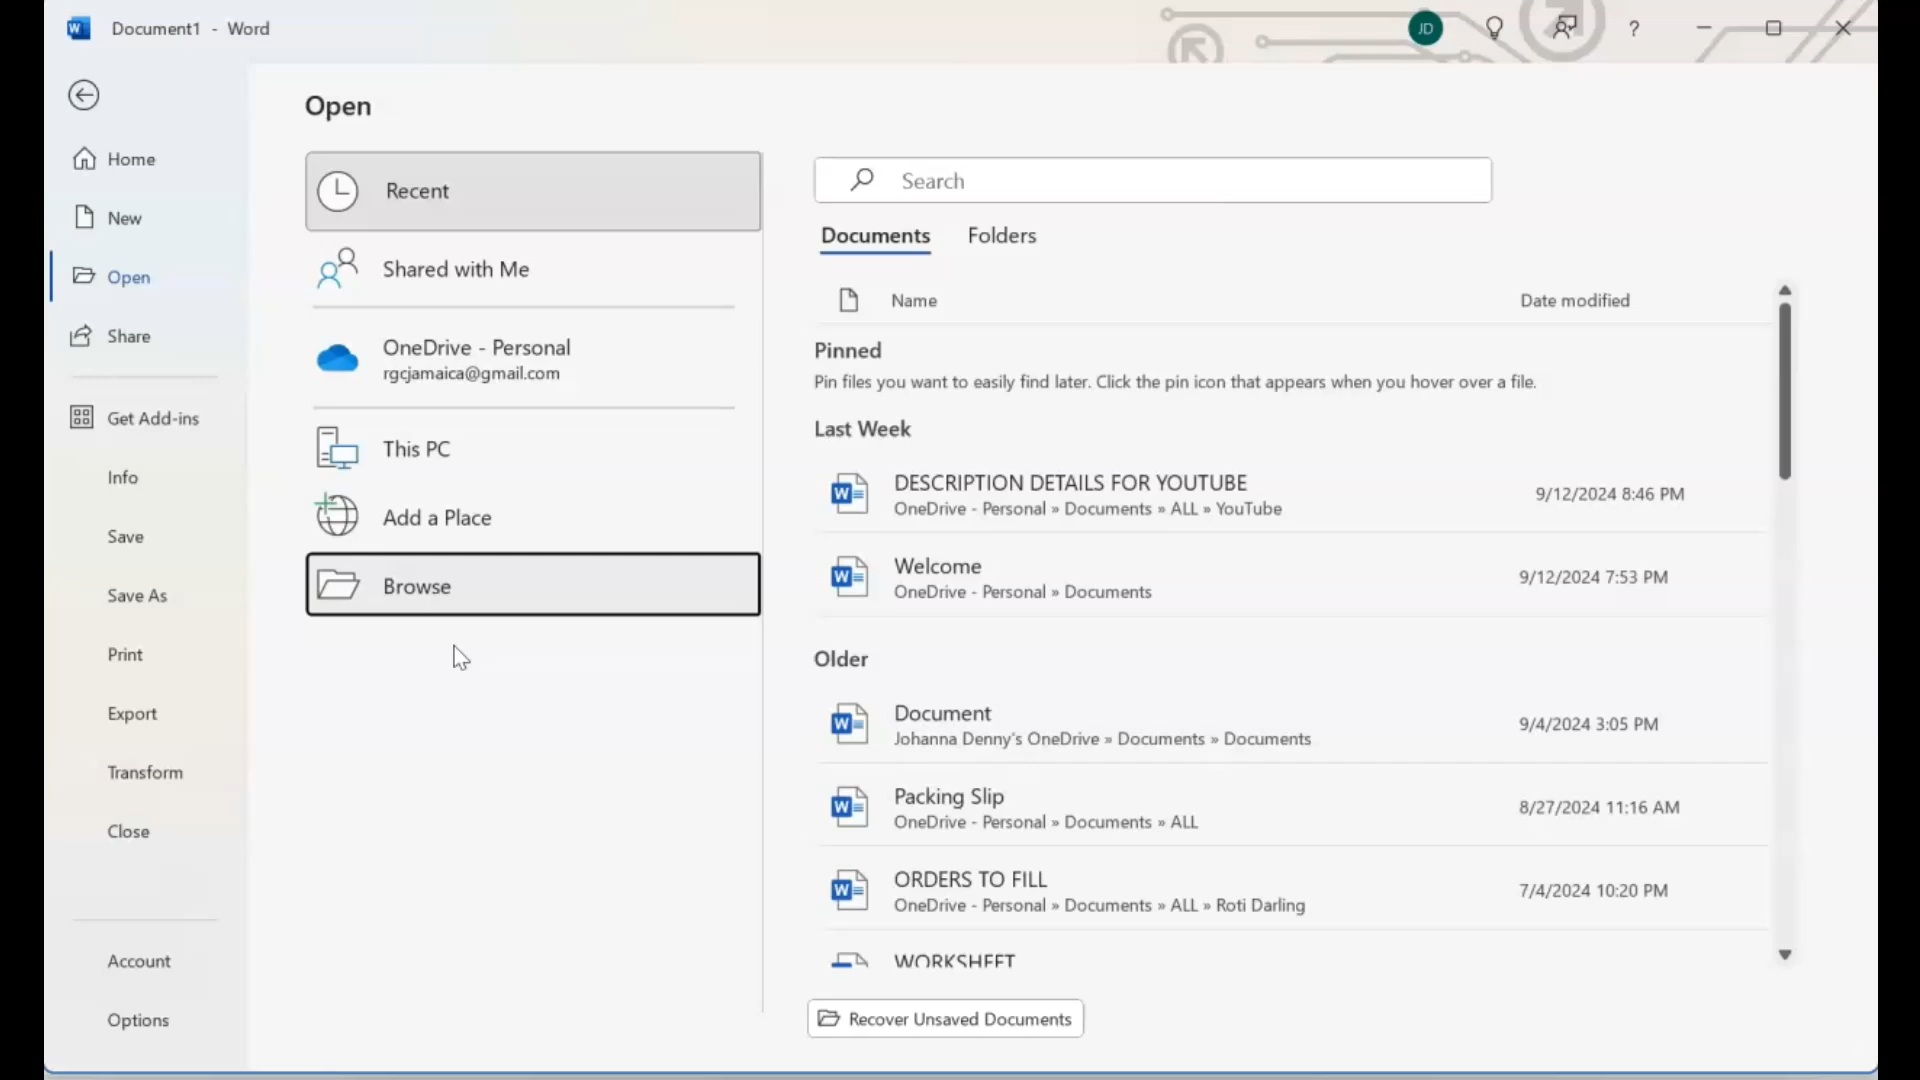 Document1 - Word
JD
?
Home
New
Open
Share
Get Add-ins
Info
Save
Save As
Print
Export
Transform
Close
Account
Options
Open
Recent
Shared with Me
OneDrive - Personal
rgcjamaica@gmail.com
This PC
Add a Place
Browse
Search
Documents Folders
Name Date modified
Pinned
Pin files you want to easily find later. Click the pin icon that appears when you hover over a file.
Last Week
DESCRIPTION DETAILS FOR YOUTUBE
OneDrive - Personal » Documents » ALL » YouTube
9/12/2024 8:46 PM
Welcome
OneDrive - Personal » Documents
9/12/2024 7:53 PM
Older
Document
Johanna Denny's OneDrive » Documents » Documents
9/4/2024 3:05 PM
Packing Slip
OneDrive - Personal » Documents » ALL
8/27/2024 11:16 AM
ORDERS TO FILL
OneDrive - Personal » Documents » ALL » Roti Darling
7/4/2024 10:20 PM
WORKSHEET
Recover Unsaved Documents